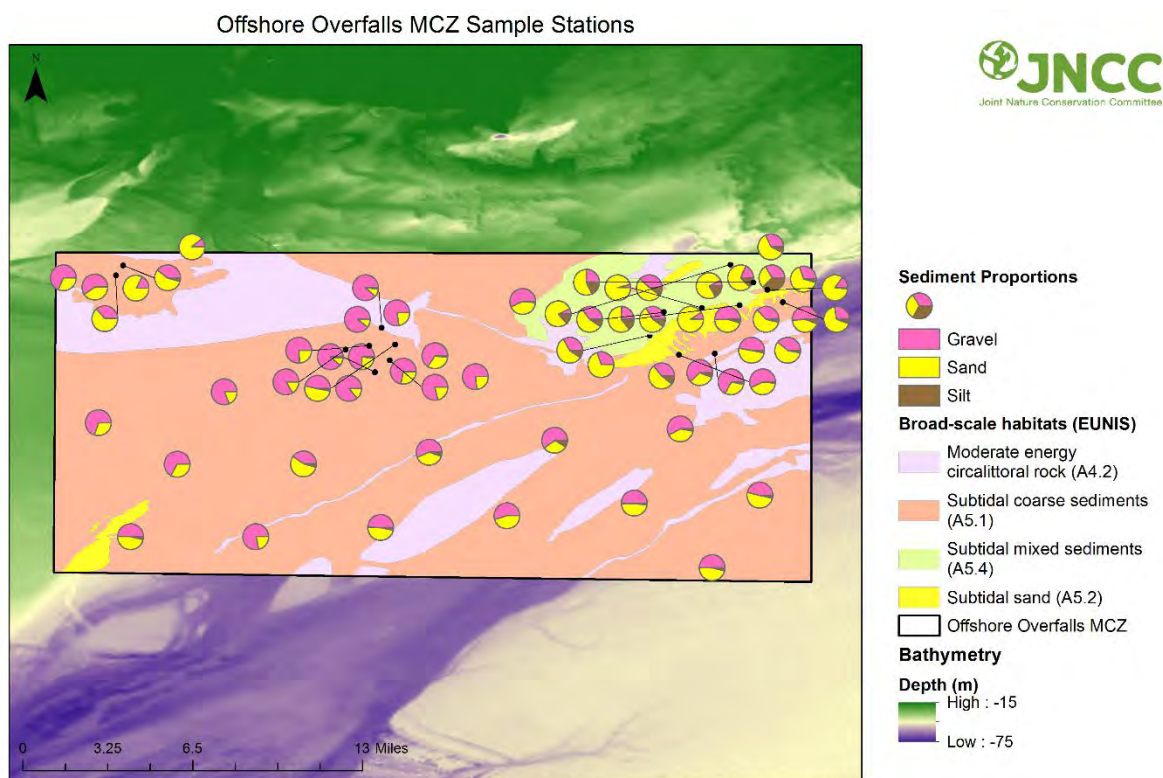 Offshore Overfalls MCZ Sample Stations
JNCC
Joint Nature Conservation Committee
N
Sediment Proportions
Gravel
Sand
Silt
Broad-scale habitats (EUNIS)
Moderate energy
circalittoral rock (A4.2)
Subtidal coarse sediments
(A5.1)
Subtidal mixed sediments
(A5.4)
Subtidal sand (A5.2)
Offshore Overfalls MCZ
Bathymetry
Depth (m)
High : -15
Low : -75
0 3.25 6.5 13 Miles